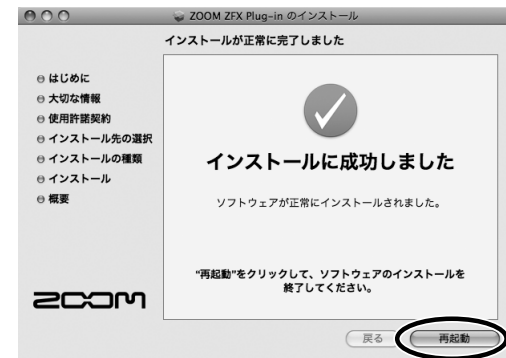 ZOOM ZFX Plug-in のインストール
インストールが正常に完了しました
はじめに
大切な情報
使用許諾契約
インストール先の選択
インストールの種類
インストール
概要
インストールに成功しました
ソフトウェアが正常にインストールされました。
"再起動"をクリックして、ソフトウェアのインストールを
終了してください。
ZOOM
戻る
再起動